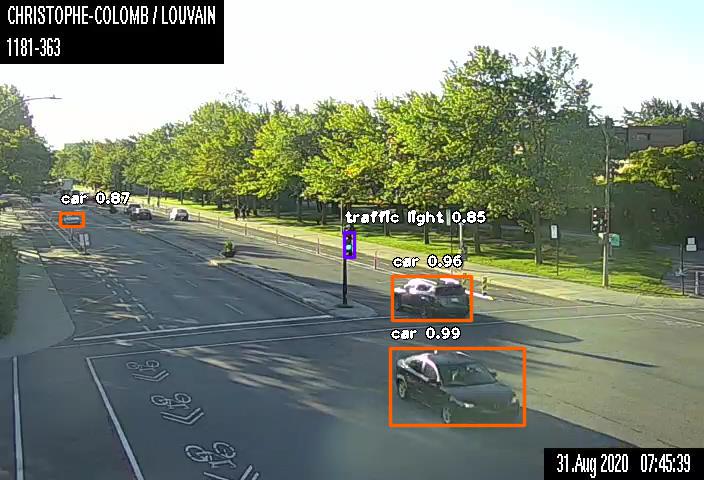 CHRISTOPHE-COLOMB / LOUVAIN
1181-363
car 0.87
traffic light 0.85
car 0.96
car 0.99
31.Aug 2020 07:45:39